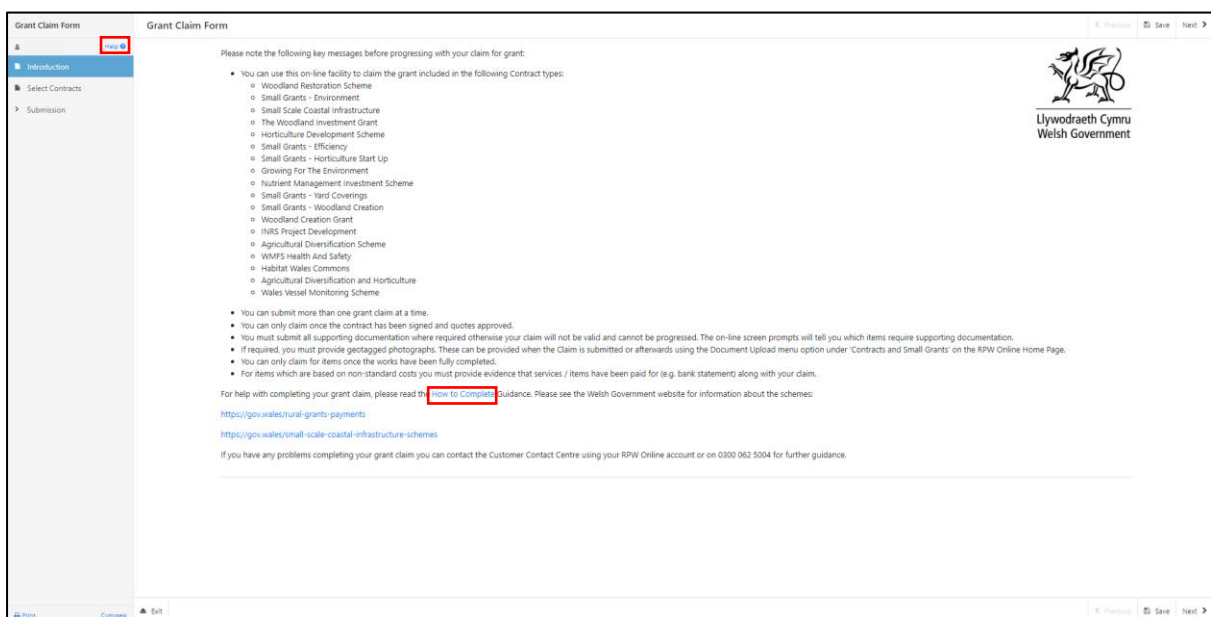 Grant Claim Form
Grant Claim Form
Previous
Save
Next
Help
Introduction
Select Contracts
Submission
Please note the following key messages before progressing with your claim for grant:
You can use this on-line facility to claim the grant included in the following Contract types:
Woodland Restoration Scheme
Small Grants - Environment
Small Scale Coastal Infrastructure
The Woodland Investment Grant
Horticulture Development Scheme
Small Grants - Efficiency
Small Grants - Horticulture Start Up
Growing For The Environment
Nutrient Management Investment Scheme
Small Grants - Yard Coverings
Small Grants - Woodland Creation
Woodland Creation Grant
INRS Project Development
Agricultural Diversification Scheme
WMFS Health And Safety
Habitat Wales Commons
Agricultural Diversification and Horticulture
Wales Vessel Monitoring Scheme
Llywodraeth Cymru
Welsh Government
You can submit more than one grant claim at a time.
You can only claim once the contract has been signed and quotes approved.
You must submit all supporting documentation where required otherwise your claim will not be valid and cannot be progressed. The on-line screen prompts will tell you which items require supporting documentation.
If required, you must provide geotagged photographs. These can be provided when the Claim is submitted or afterwards using the Document Upload menu option under 'Contracts and Small Grants' on the RPW Online Home Page.
You can only claim for items once the works have been fully completed.
For items which are based on non-standard costs you must provide evidence that services / items have been paid for (e.g. bank statement) along with your claim.
For help with completing your grant claim, please read the How to Complete Guidance. Please see the Welsh Government website for information about the schemes:
https://gov.wales/rural-grants-payments
https://gov.wales/small-scale-coastal-infrastructure-schemes
If you have any problems completing your grant claim you can contact the Customer Contact Centre using your RPW Online account or on 0300 062 5004 for further guidance.
Print
Cymraeg
Exit
Previous
Save
Next